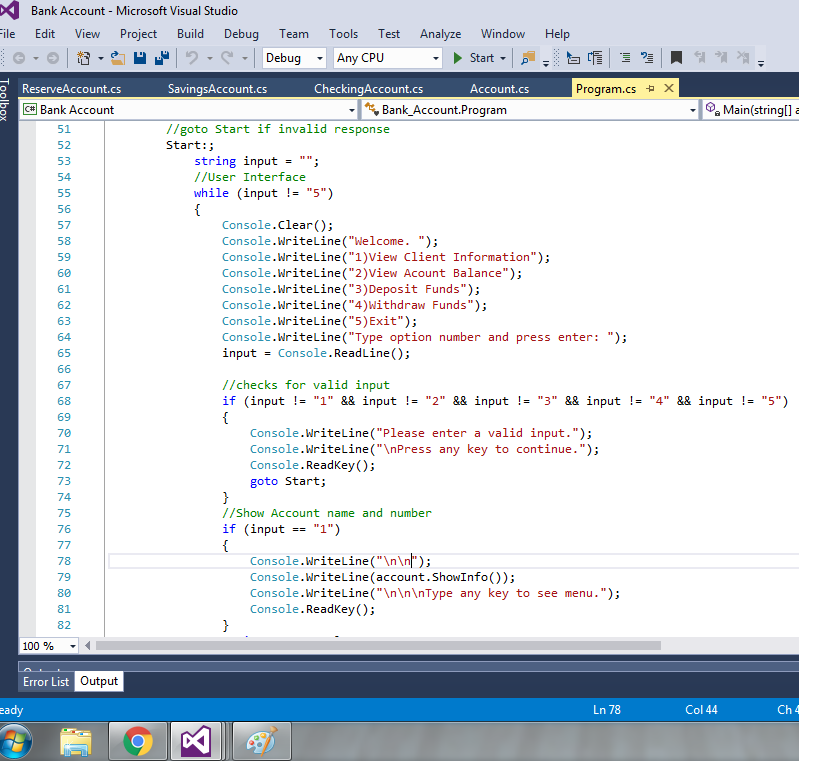 Bank Account - Microsoft Visual Studio
File Edit View Project Build Debug Team Tools Test Analyze Window Help
Debug Any CPU Start
Toolbox
ReserveAccount.cs SavingsAccount.cs CheckingAccount.cs Account.cs Program.cs
C# Bank Account Bank_Account.Program Main(string[] a
51 //goto Start if invalid response
52 Start:;
53 string input = "";
54 //User Interface
55 while (input != "5")
56 {
57 Console.Clear();
58 Console.WriteLine("Welcome. ");
59 Console.WriteLine("1)View Client Information");
60 Console.WriteLine("2)View Acount Balance");
61 Console.WriteLine("3)Deposit Funds");
62 Console.WriteLine("4)Withdraw Funds");
63 Console.WriteLine("5)Exit");
64 Console.WriteLine("Type option number and press enter: ");
65 input = Console.ReadLine();
66
67 //checks for valid input
68 if (input != "1" && input != "2" && input != "3" && input != "4" && input != "5")
69 {
70 Console.WriteLine("Please enter a valid input.");
71 Console.WriteLine("\nPress any key to continue.");
72 Console.ReadKey();
73 goto Start;
74 }
75 //Show Account name and number
76 if (input == "1")
77 {
78 Console.WriteLine("\n\n");
79 Console.WriteLine(account.ShowInfo());
80 Console.WriteLine("\n\n\nType any key to see menu.");
81 Console.ReadKey();
82 }
100 %
Error List Output
eady Ln 78 Col 44 Ch 4